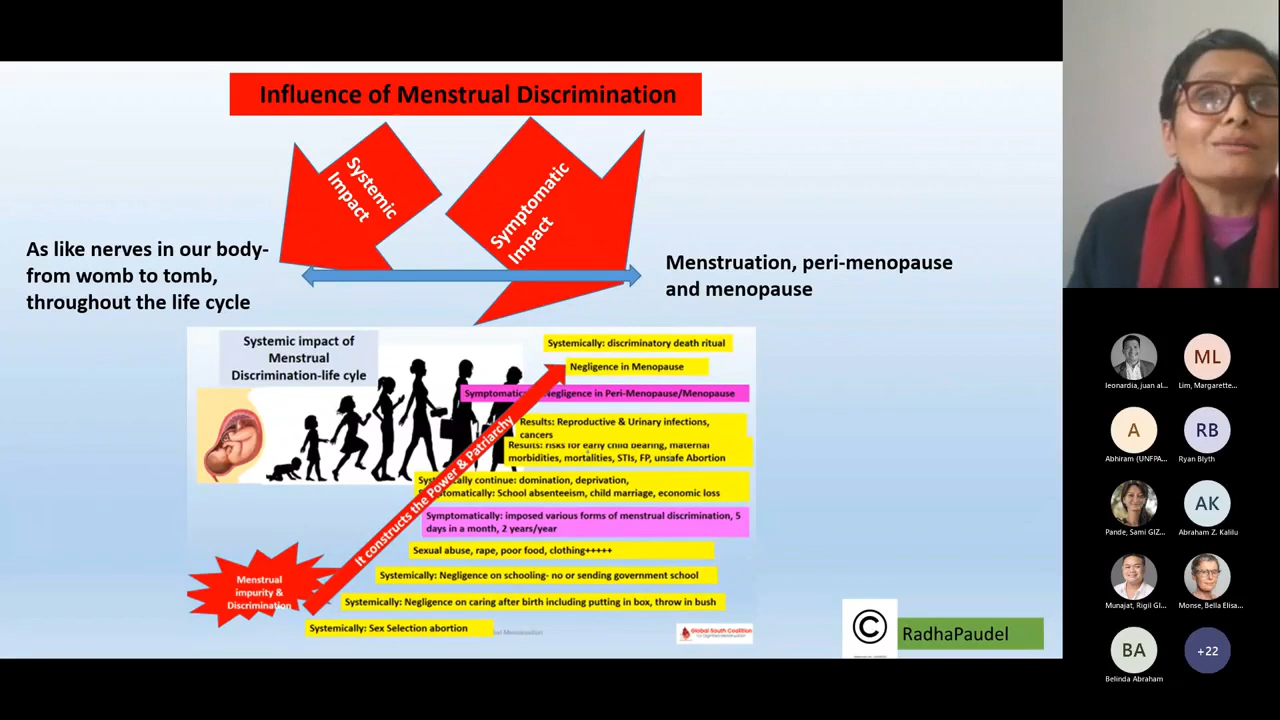 Influence of Menstrual Discrimination
Systemic
Impact
Symptomatic
Impact
As like nerves in our body-
from womb to tomb,
throughout the life cycle
Menstruation, peri-menopause
and menopause
Systemic impact of
Menstrual
Discrimination-life cyle
Systemically: discriminatory death ritual
Negligence in Menopause
Negligence in Peri-Menopause/Menopause
Results: Reproductive & Urinary infections,
cancers
Results: risks for early child bearing, maternal
morbidities, mortalities, STIs, FP, unsafe Abortion
continue: domination, deprivation,
School absenteeism, child marriage, economic loss
Symptomatically: imposed various forms of menstrual discrimination, 5
days in a month, 2 years/year
Sexual abuse, rape, poor food, clothing+++++
Systemically: Negligence on schooling- no or sending government school
Systemically: Negligence on caring after birth including putting in box, throw in bush
Systemically: Sex Selection abortion
It constructs the Power & Patriarchy
Menstrual
impurity &
Discrimination
Global South Coalition
©
RadhaPaudel
leonardia, juan al...
ML
Lim, Margarette...
A
Abhiram (UNFPA...
RB
Ryan Blyth
Pande, Sami GIZ...
AK
Abraham Z. Kalilu
Munajat, Rigil GI...
Monse, Bella Elisa...
BA
Belinda Abraham
+22